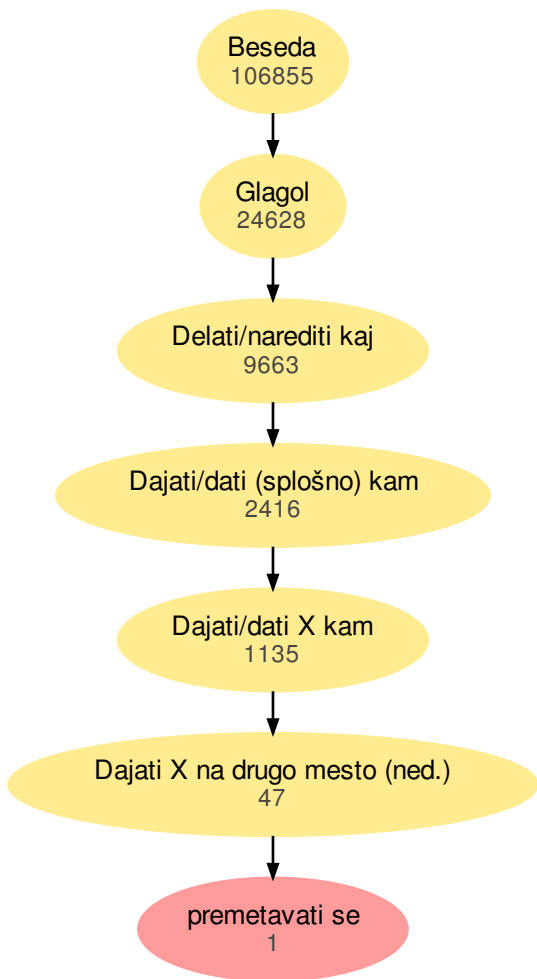 Beseda
106855
Glagol
24628
Delati/narediti kaj
9663
Dajati/dati (splošno) kam
2416
Dajati/dati X kam
1135
Dajati X na drugo mesto (ned.)
47
premetavati se
1